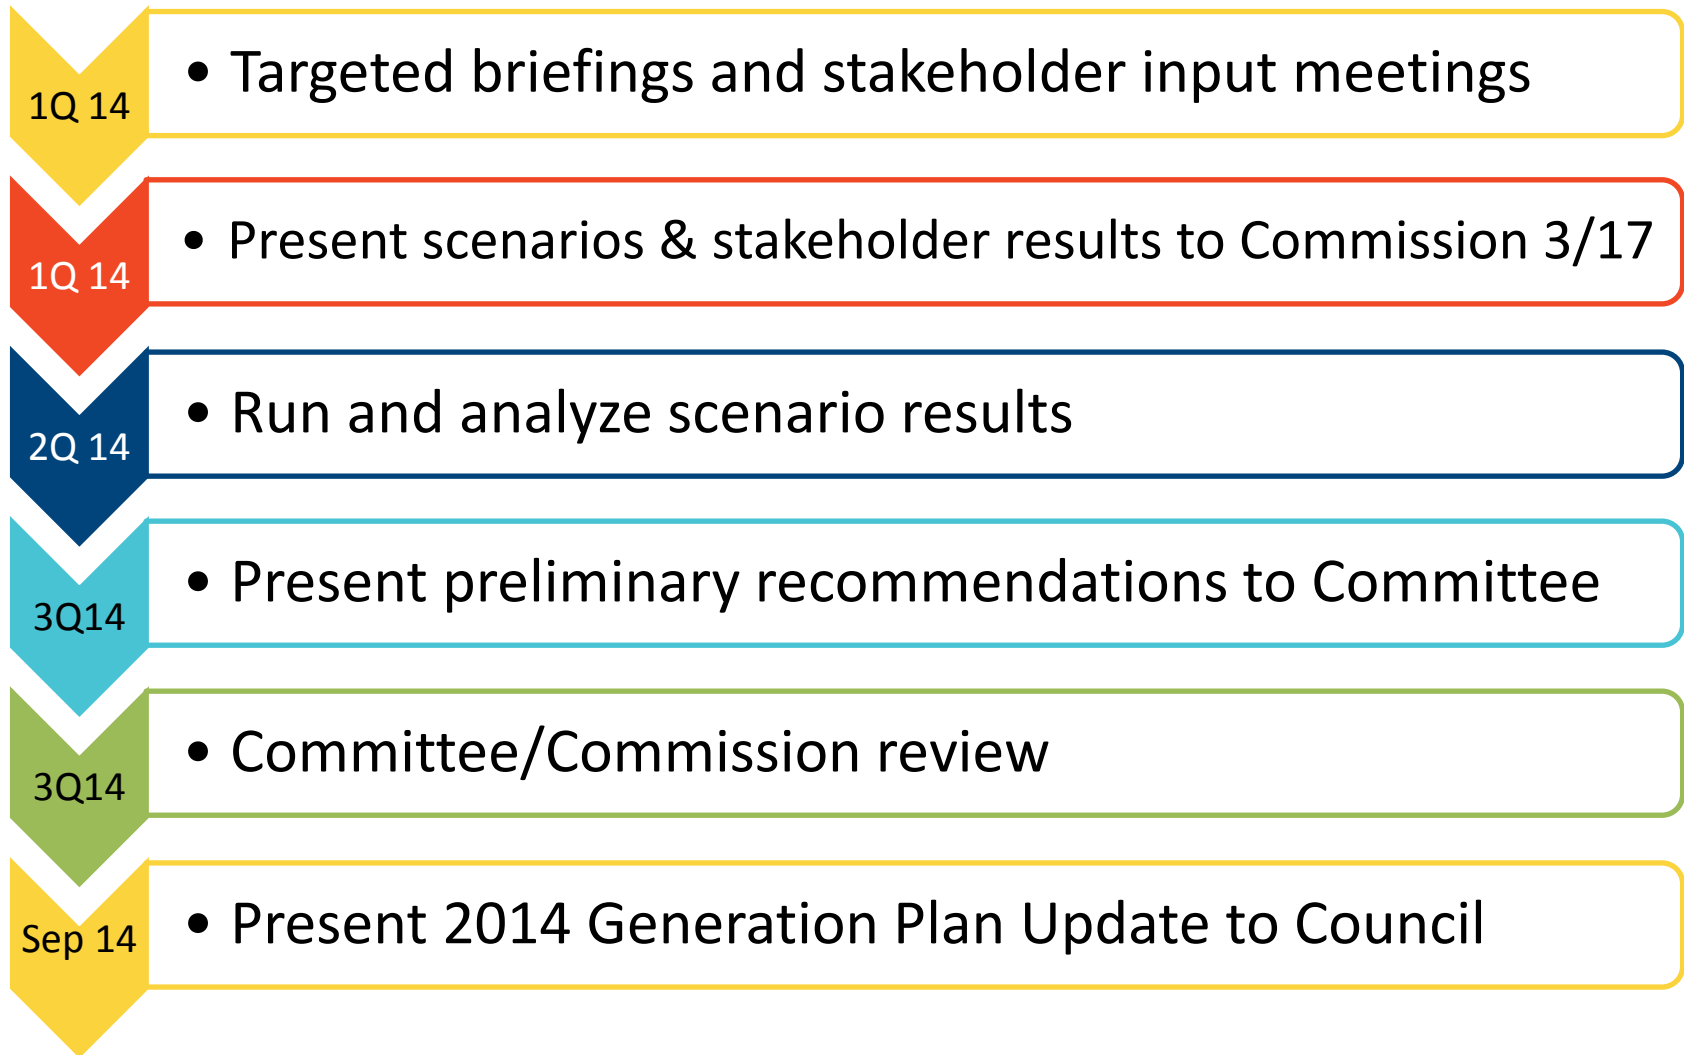 1Q 14
• Targeted briefings and stakeholder input meetings
1Q 14
• Present scenarios & stakeholder results to Commission 3/17
2Q 14
• Run and analyze scenario results
3Q14
• Present preliminary recommendations to Committee
3Q14
• Committee/Commission review
Sep 14
• Present 2014 Generation Plan Update to Council